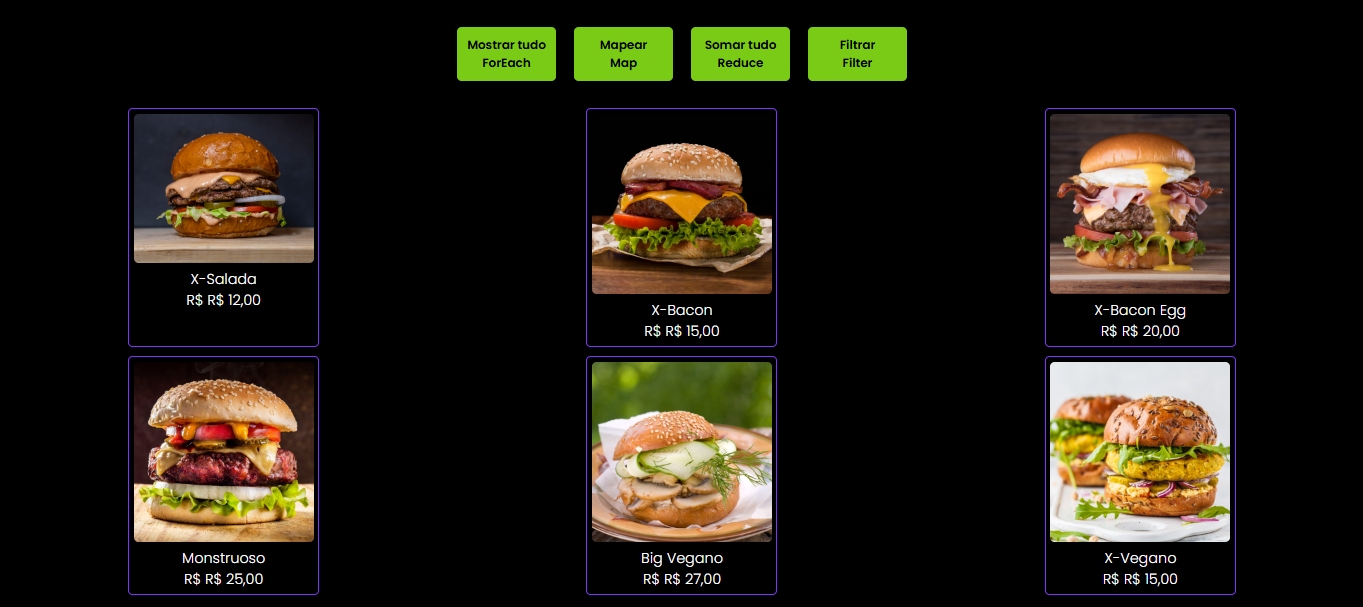 Mostrar tudo
ForEach
Mapear
Map
Somar tudo
Reduce
Filtrar
Filter
X-Salada
R$ R$ 12,00
X-Bacon
R$ R$ 15,00
X-Bacon Egg
R$ R$ 20,00
Monstruoso
R$ R$ 25,00
Big Vegano
R$ R$ 27,00
X-Vegano
R$ R$ 15,00